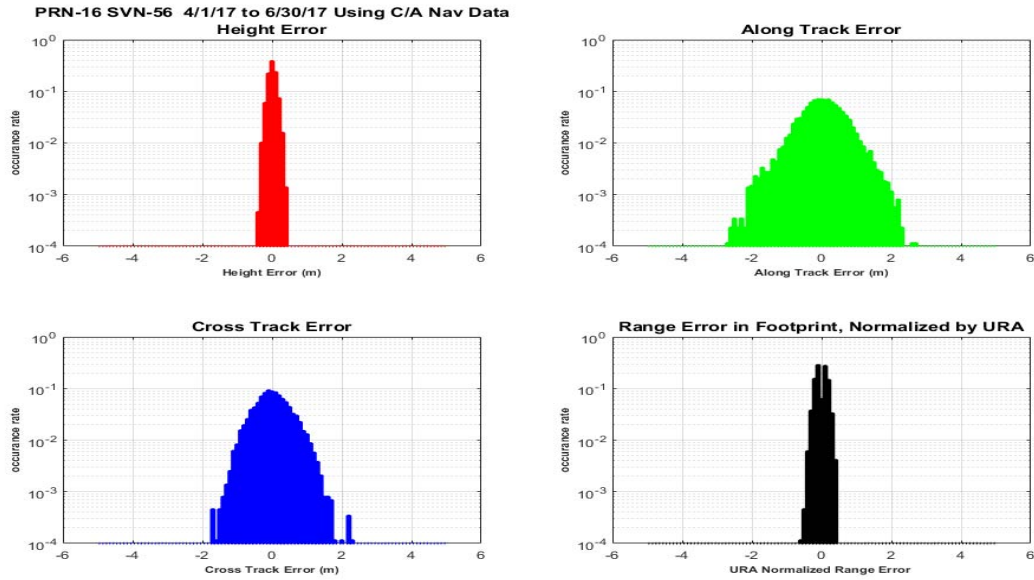 PRN-16 SVN-56 4/1/17 to 6/30/17 Using C/A Nav Data
Height Error
10^0
10^-1
10^-2
10^-3
10^-4
occurance rate
-6 -4 -2 0 2 4 6
Height Error (m)
Along Track Error
10^0
10^-1
10^-2
10^-3
10^-4
occurance rate
-6 -4 -2 0 2 4 6
Along Track Error (m)
Cross Track Error
10^0
10^-1
10^-2
10^-3
10^-4
occurance rate
-6 -4 -2 0 2 4 6
Cross Track Error (m)
Range Error in Footprint, Normalized by URA
10^0
10^-1
10^-2
10^-3
10^-4
occurance rate
-6 -4 -2 0 2 4 6
URA Normalized Range Error